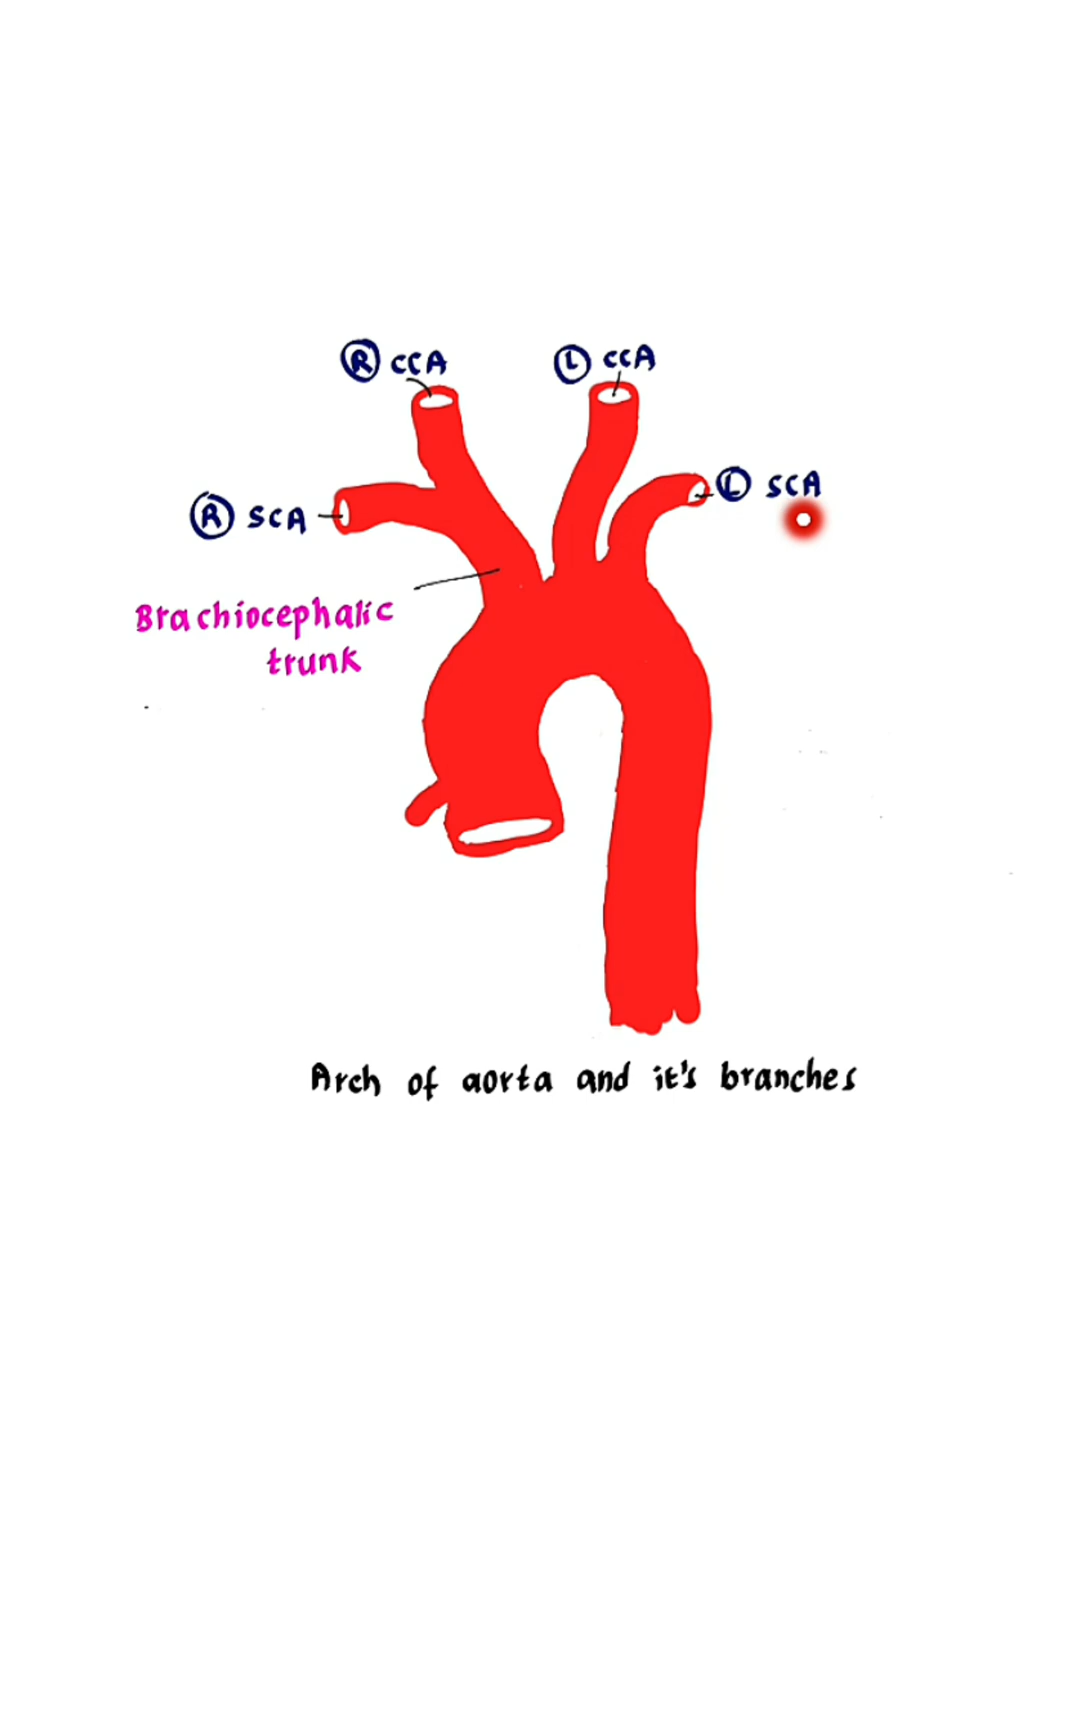 Ⓡ CCA
Ⓛ CCA
Ⓛ SCA
Ⓡ SCA
Brachiocephalic
trunk
Arch of aorta and it's branches